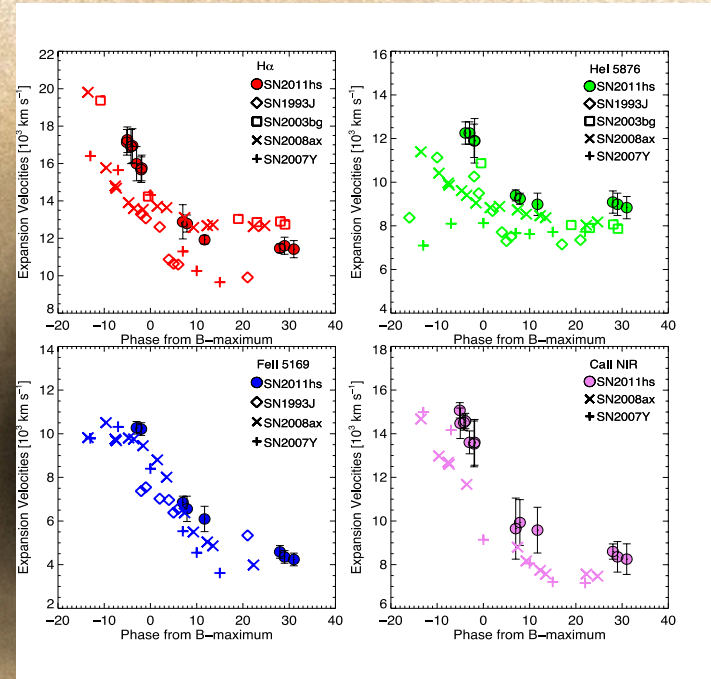 Hα
SN2011hs
SN1993J
SN2003bg
SN2008ax
SN2007Y
Expansion Velocities [10³ km s⁻¹]
22
20
18
16
14
12
10
8
−20 −10 0 10 20 30 40
Phase from B−maximum
HeI 5876
SN2011hs
SN1993J
SN2003bg
SN2008ax
SN2007Y
Expansion Velocities [10³ km s⁻¹]
16
14
12
10
8
6
4
−20 −10 0 10 20 30 40
Phase from B−maximum
FeII 5169
SN2011hs
SN1993J
SN2008ax
SN2007Y
Expansion Velocities [10³ km s⁻¹]
14
12
10
8
6
4
2
−20 −10 0 10 20 30 40
Phase from B−maximum
CaII NIR
SN2011hs
SN2008ax
SN2007Y
Expansion Velocities [10³ km s⁻¹]
18
16
14
12
10
8
6
−20 −10 0 10 20 30 40
Phase from B−maximum